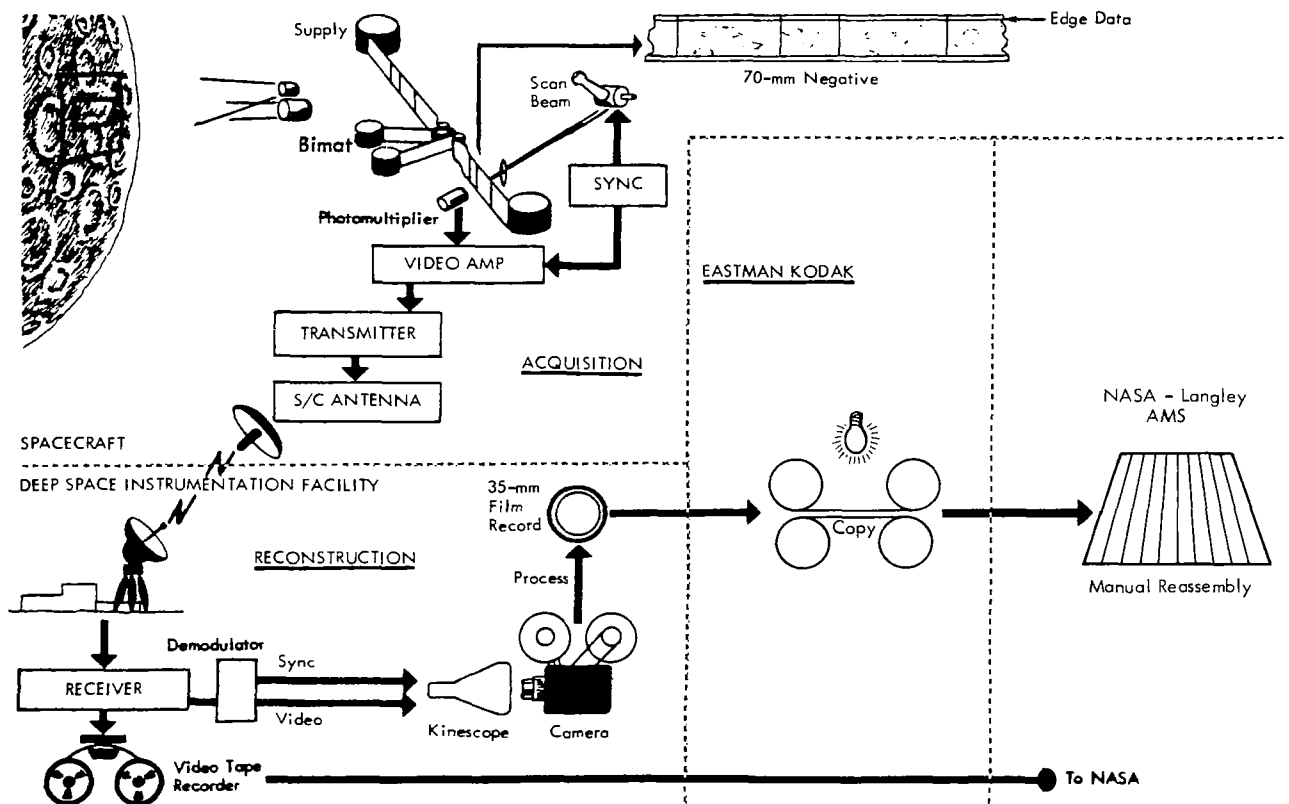 Supply
Edge Data
70-mm Negative
Scan
Beam
Bimat
SYNC
Photomultiplier
VIDEO AMP
EASTMAN KODAK
TRANSMITTER
ACQUISITION
S/C ANTENNA
NASA - Langley
AMS
SPACECRAFT
DEEP SPACE INSTRUMENTATION FACILITY
35-mm
Film
Record
Copy
RECONSTRUCTION
Process
Manual Reassembly
Demodulator
Sync
RECEIVER
Video
Kinescope
Camera
Video Tape
Recorder
To NASA